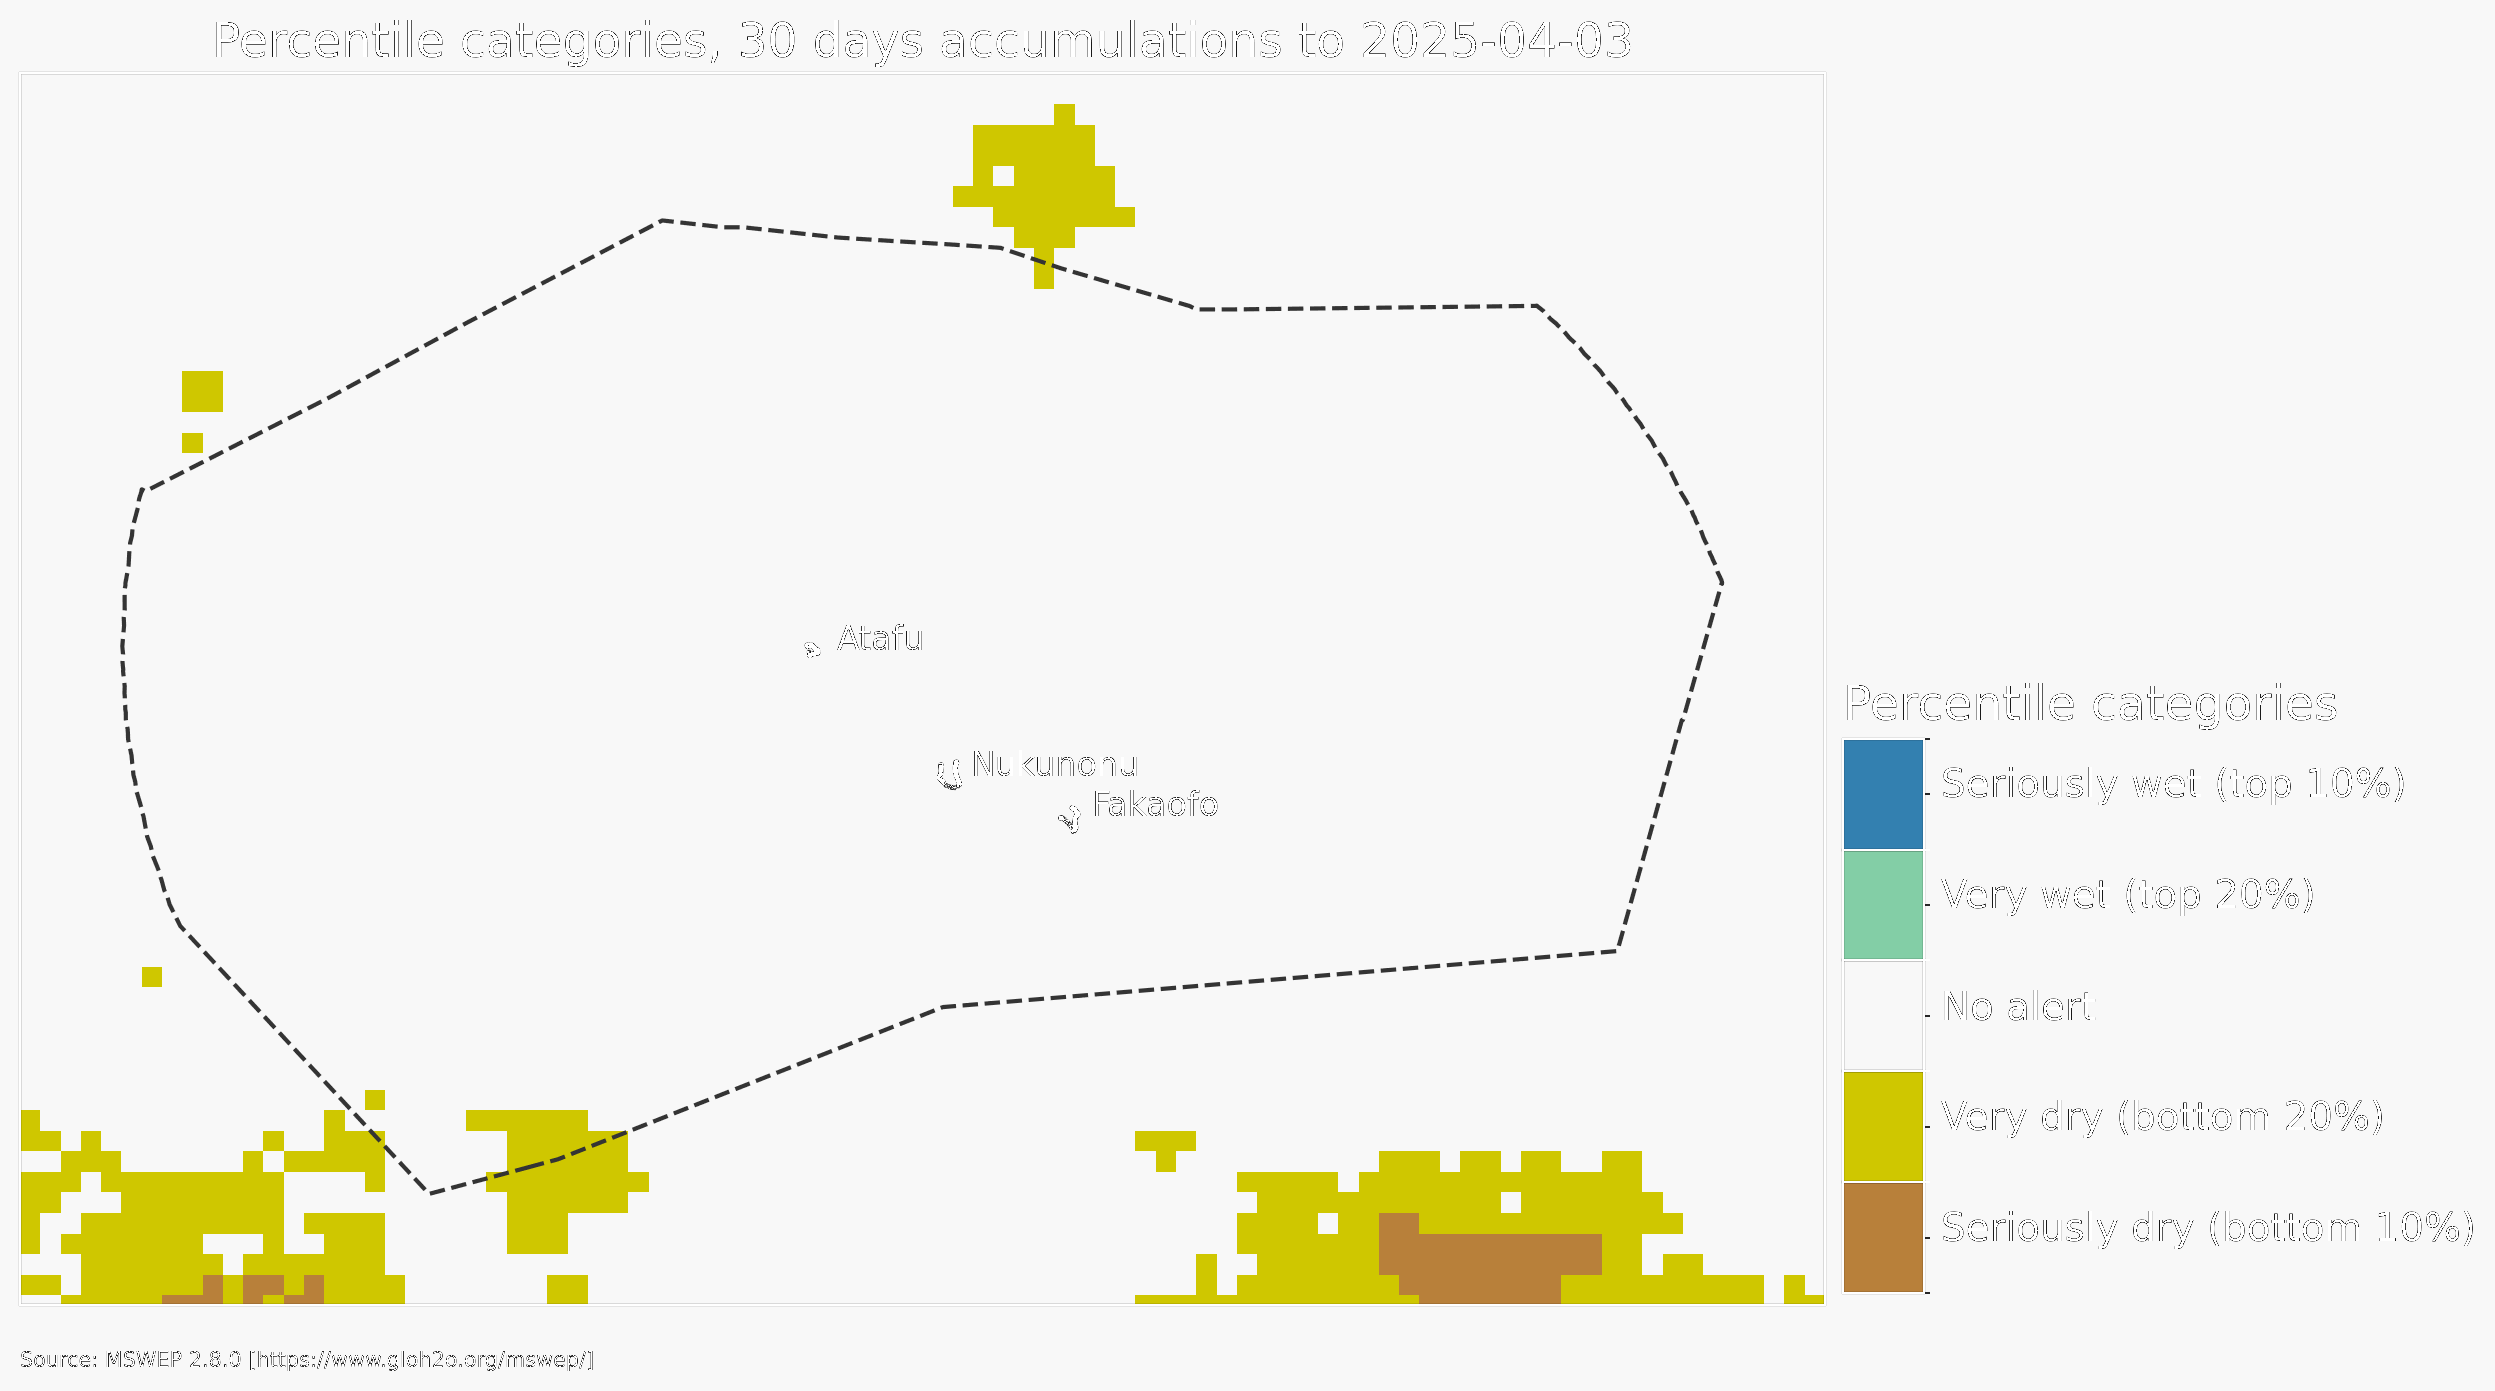 Percentile categories, 30 days accumulations to 2025-04-03
Atafu
Nukunonu
Fakaofo
Percentile categories
Seriously wet (top 10%)
Very wet (top 20%)
No alert
Very dry (bottom 20%)
Seriously dry (bottom 10%)
Source: MSWEP 2.8.0 [https://www.gloh2o.org/mswep/]